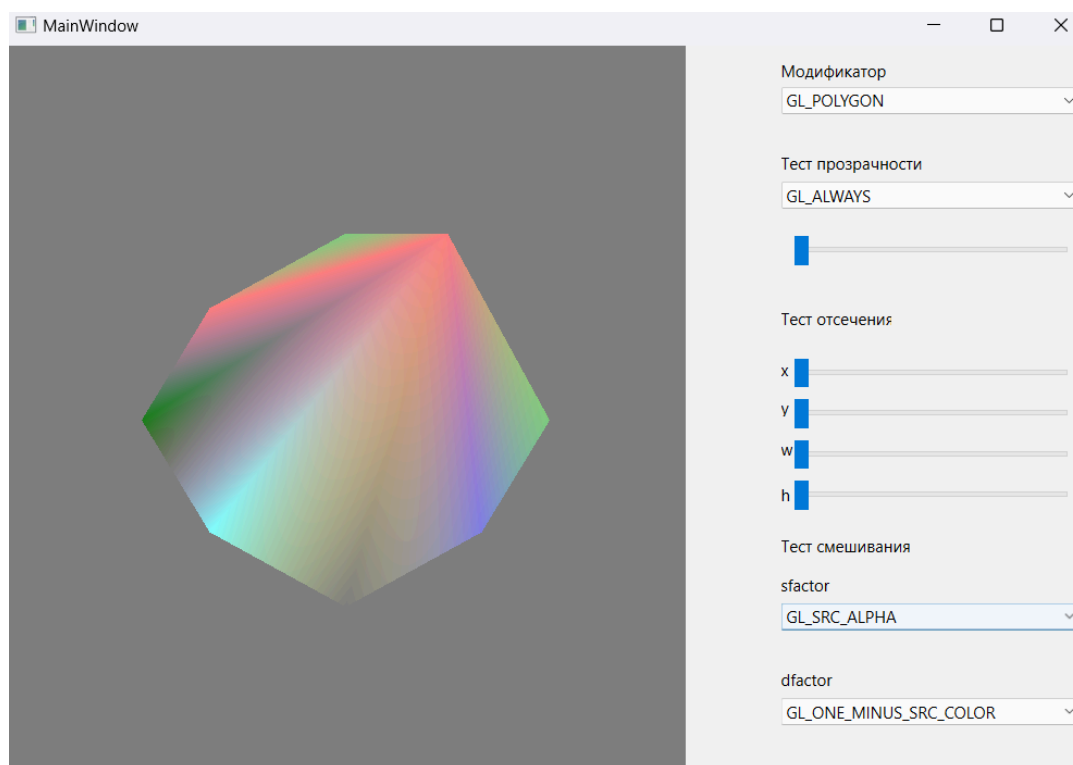 MainWindow
Модификатор
GL_POLYGON
Тест прозрачности
GL_ALWAYS
Тест отсечения
x
y
w
h
Тест смешивания
sfactor
GL_SRC_ALPHA
dfactor
GL_ONE_MINUS_SRC_COLOR